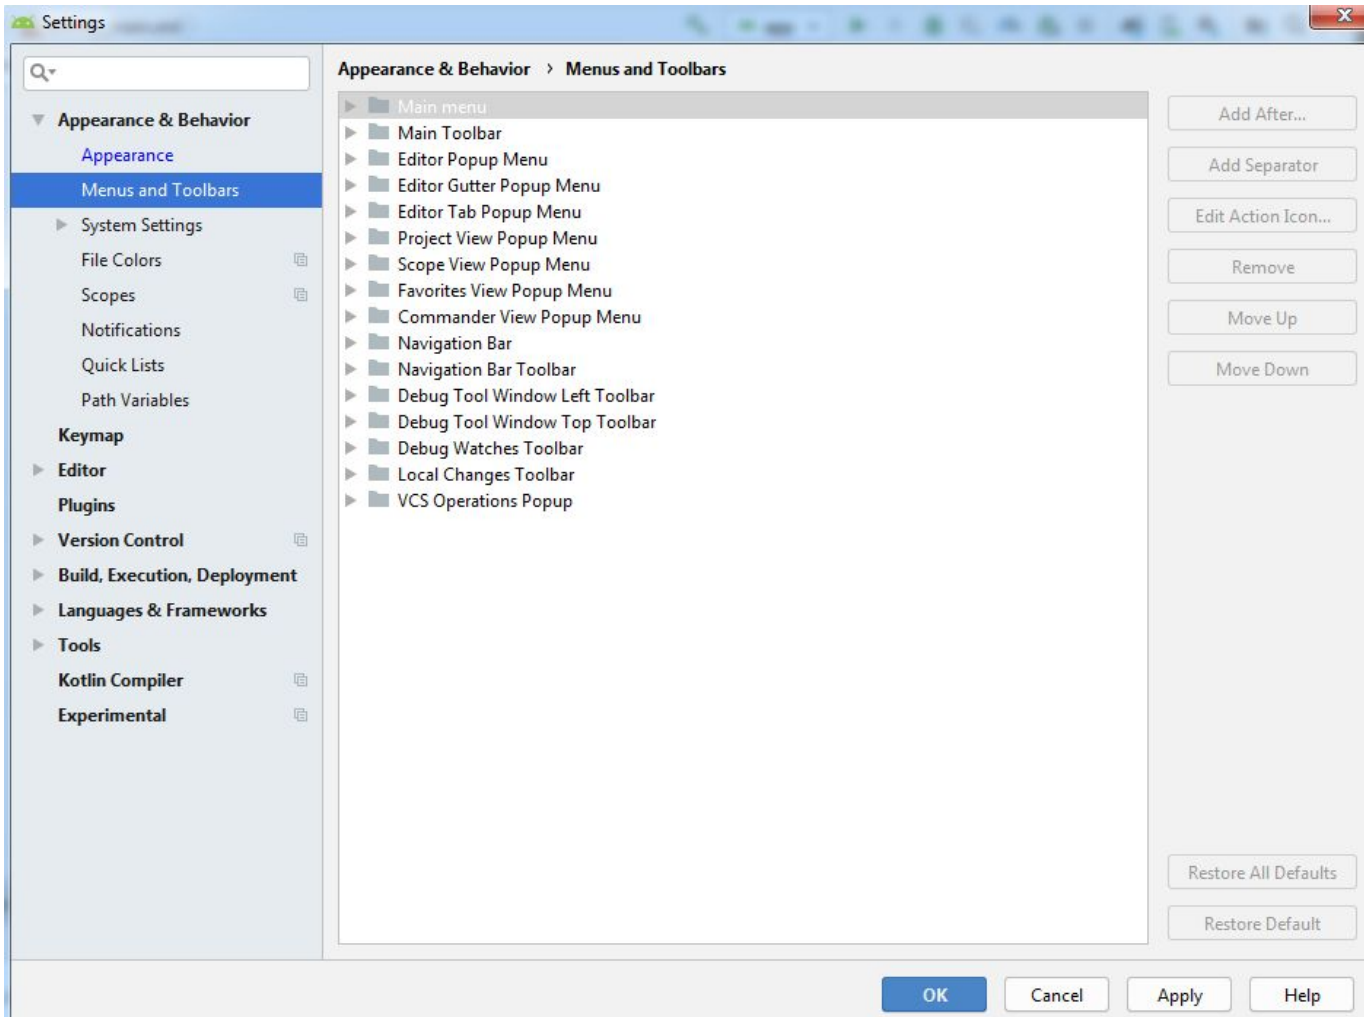 Settings
Appearance & Behavior
Appearance
Menus and Toolbars
System Settings
File Colors
Scopes
Notifications
Quick Lists
Path Variables
Keymap
Editor
Plugins
Version Control
Build, Execution, Deployment
Languages & Frameworks
Tools
Kotlin Compiler
Experimental
Appearance & Behavior > Menus and Toolbars
Main menu
Main Toolbar
Editor Popup Menu
Editor Gutter Popup Menu
Editor Tab Popup Menu
Project View Popup Menu
Scope View Popup Menu
Favorites View Popup Menu
Commander View Popup Menu
Navigation Bar
Navigation Bar Toolbar
Debug Tool Window Left Toolbar
Debug Tool Window Top Toolbar
Debug Watches Toolbar
Local Changes Toolbar
VCS Operations Popup
Add After...
Add Separator
Edit Action Icon...
Remove
Move Up
Move Down
Restore All Defaults
Restore Default
OK
Cancel
Apply
Help